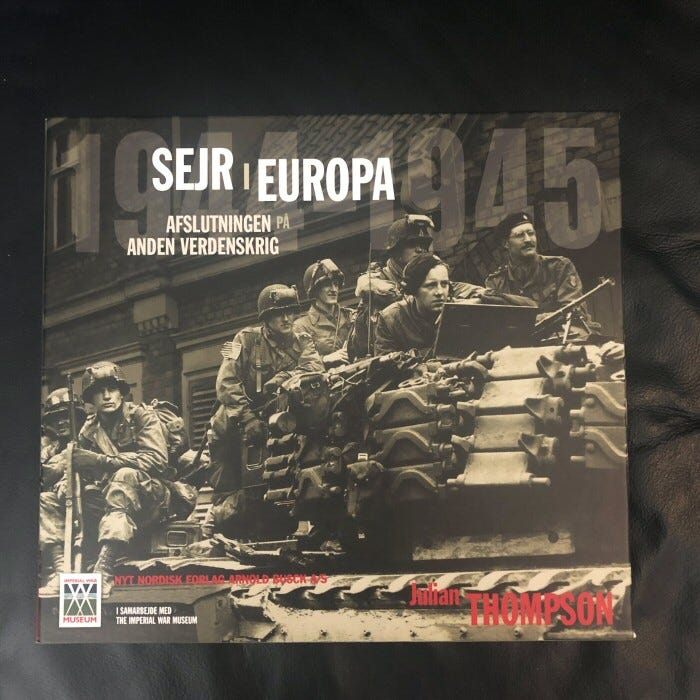 1944-1945
SEJR I EUROPA
AFSLUTNINGEN PÅ
ANDEN VERDENSKRIG
NYT NORDISK FORLAG ARNOLD BUSCK A/S
IMPERIAL WAR
MUSEUM
I SAMARBEJDE MED
THE IMPERIAL WAR MUSEUM
Julian THOMPSON